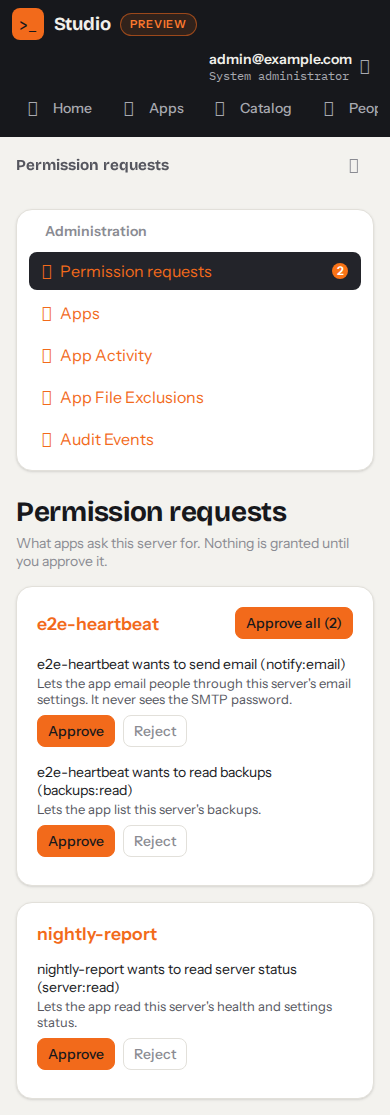 >_ Studio PREVIEW
admin@example.com
System administrator
Home Apps Catalog
Permission requests
Administration
Permission requests 2
Apps
App Activity
App File Exclusions
Audit Events
Permission requests
What apps ask this server for. Nothing is granted until
you approve it.
e2e-heartbeat Approve all (2)
e2e-heartbeat wants to send email (notify:email)
Lets the app email people through this server's email
settings. It never sees the SMTP password.
Approve Reject
e2e-heartbeat wants to read backups
(backups:read)
Lets the app list this server's backups.
Approve Reject
nightly-report
nightly-report wants to read server status
(server:read)
Lets the app read this server's health and settings
status.
Approve Reject